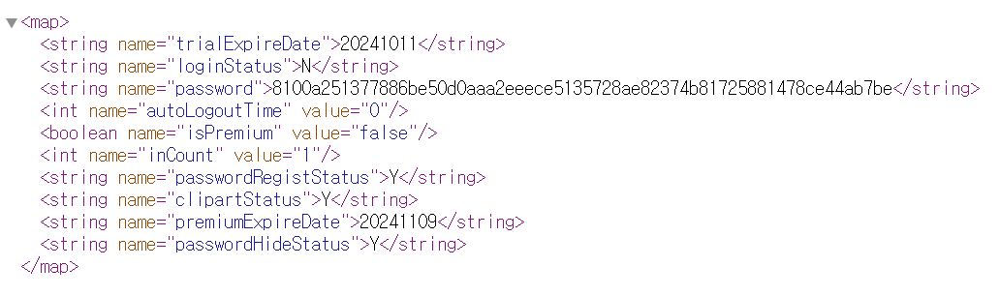 ▼<map>
<string name="trialExpireDate">20241011</string>
<string name="loginStatus">N</string>
<string name="password">8100a251377886be50d0aaa2eeece5135728ae82374b81725881478ce44ab7be</string>
<int name="autoLogoutTime" value="0"/>
<boolean name="isPremium" value="false"/>
<int name="inCount" value="1"/>
<string name="passwordRegistStatus">Y</string>
<string name="clipartStatus">Y</string>
<string name="premiumExpireDate">20241109</string>
<string name="passwordHideStatus">Y</string>
</map>